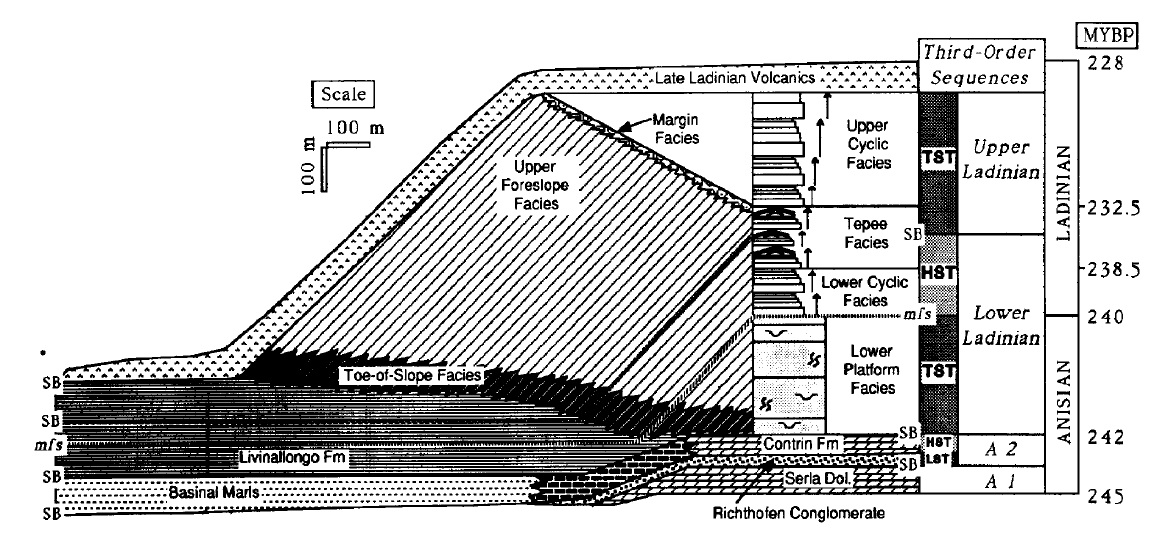 MYBP
Third-Order
Sequences
228
Late Ladinian Volcanics
Scale
100 m
100 m
Margin
Facies
Upper
Cyclic
Facies
Upper
Foreslope
Facies
TST
Upper
Ladinian
LADINIAN
232.5
Tepee
Facies
SB
HST
238.5
Lower Cyclic
Facies
mfs
240
Lower
Ladinian
Lower
Platform
Facies
TST
ANISIAN
Toe-of-Slope Facies
SB
SB
mfs
SB
SB
Livinallongo Fm
Basinal Marls
Contrin Fm
SB
HST
242
A 2
LST
SB
Serla Dol.
A 1
245
Richthofen Conglomerate